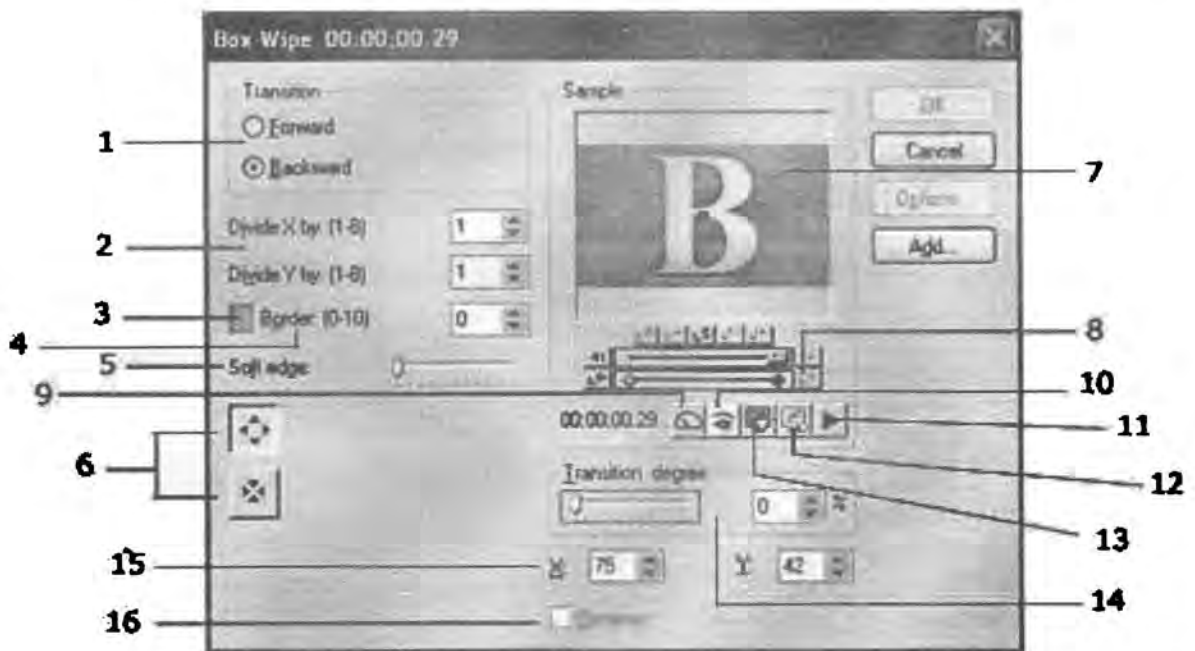 Box Wipe 00:00:00.29
Transition
Forward
Backward
1
Divide X by: (1-8) 1
2
Divide Y by: (1-8) 1
3
Border: (0-10) 0
4
5
Soft edge:
6
Sample
B
OK
Cancel
Options
Add...
7
8
9
10
00:00:00.29
11
12
Transition degree
0 %
13
14
15
X: 75
Y: 42
16